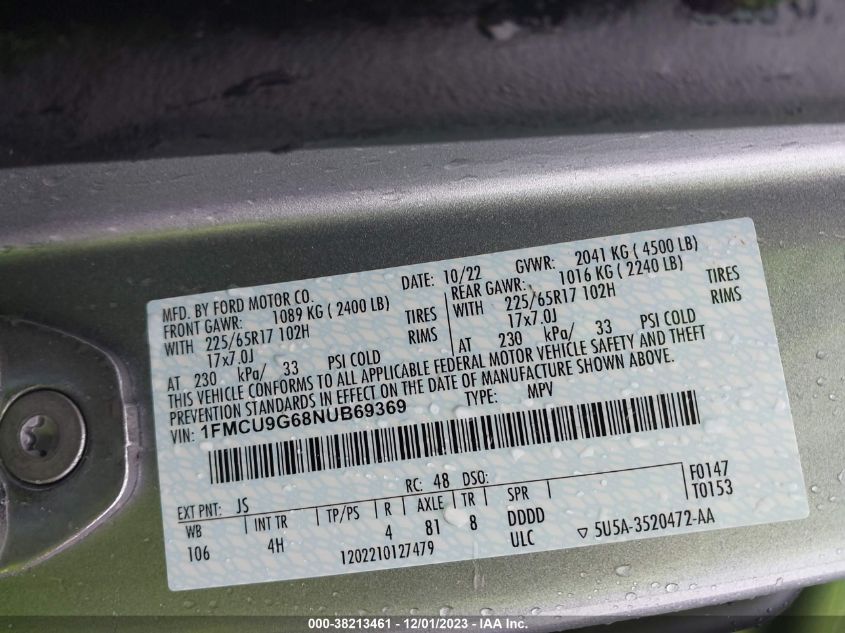 MFD. BY FORD MOTOR CO.
DATE: 10/22 GVWR: 2041 KG ( 4500 LB)
FRONT GAWR: 1089 KG ( 2400 LB)
REAR GAWR: 1016 KG ( 2240 LB)
WITH 225/65R17 102H TIRES
WITH 225/65R17 102H TIRES
17x7.0J RIMS
17x7.0J RIMS
AT 230 kPa/ 33 PSI COLD
AT 230 kPa/ 33 PSI COLD
THIS VEHICLE CONFORMS TO ALL APPLICABLE FEDERAL MOTOR VEHICLE SAFETY AND THEFT
PREVENTION STANDARDS IN EFFECT ON THE DATE OF MANUFACTURE SHOWN ABOVE.
VIN: 1FMCU9G68NUB69369 TYPE: MPV
EXT PNT: JS RC: 48 DSO: F0147
T0153
WB INT TR TP/PS R AXLE TR SPR
106 4H 4 81 8 DDDD
ULC ▽ 5U5A-3520472-AA
1202210127479
000-38213461 - 12/01/2023 - IAA Inc.